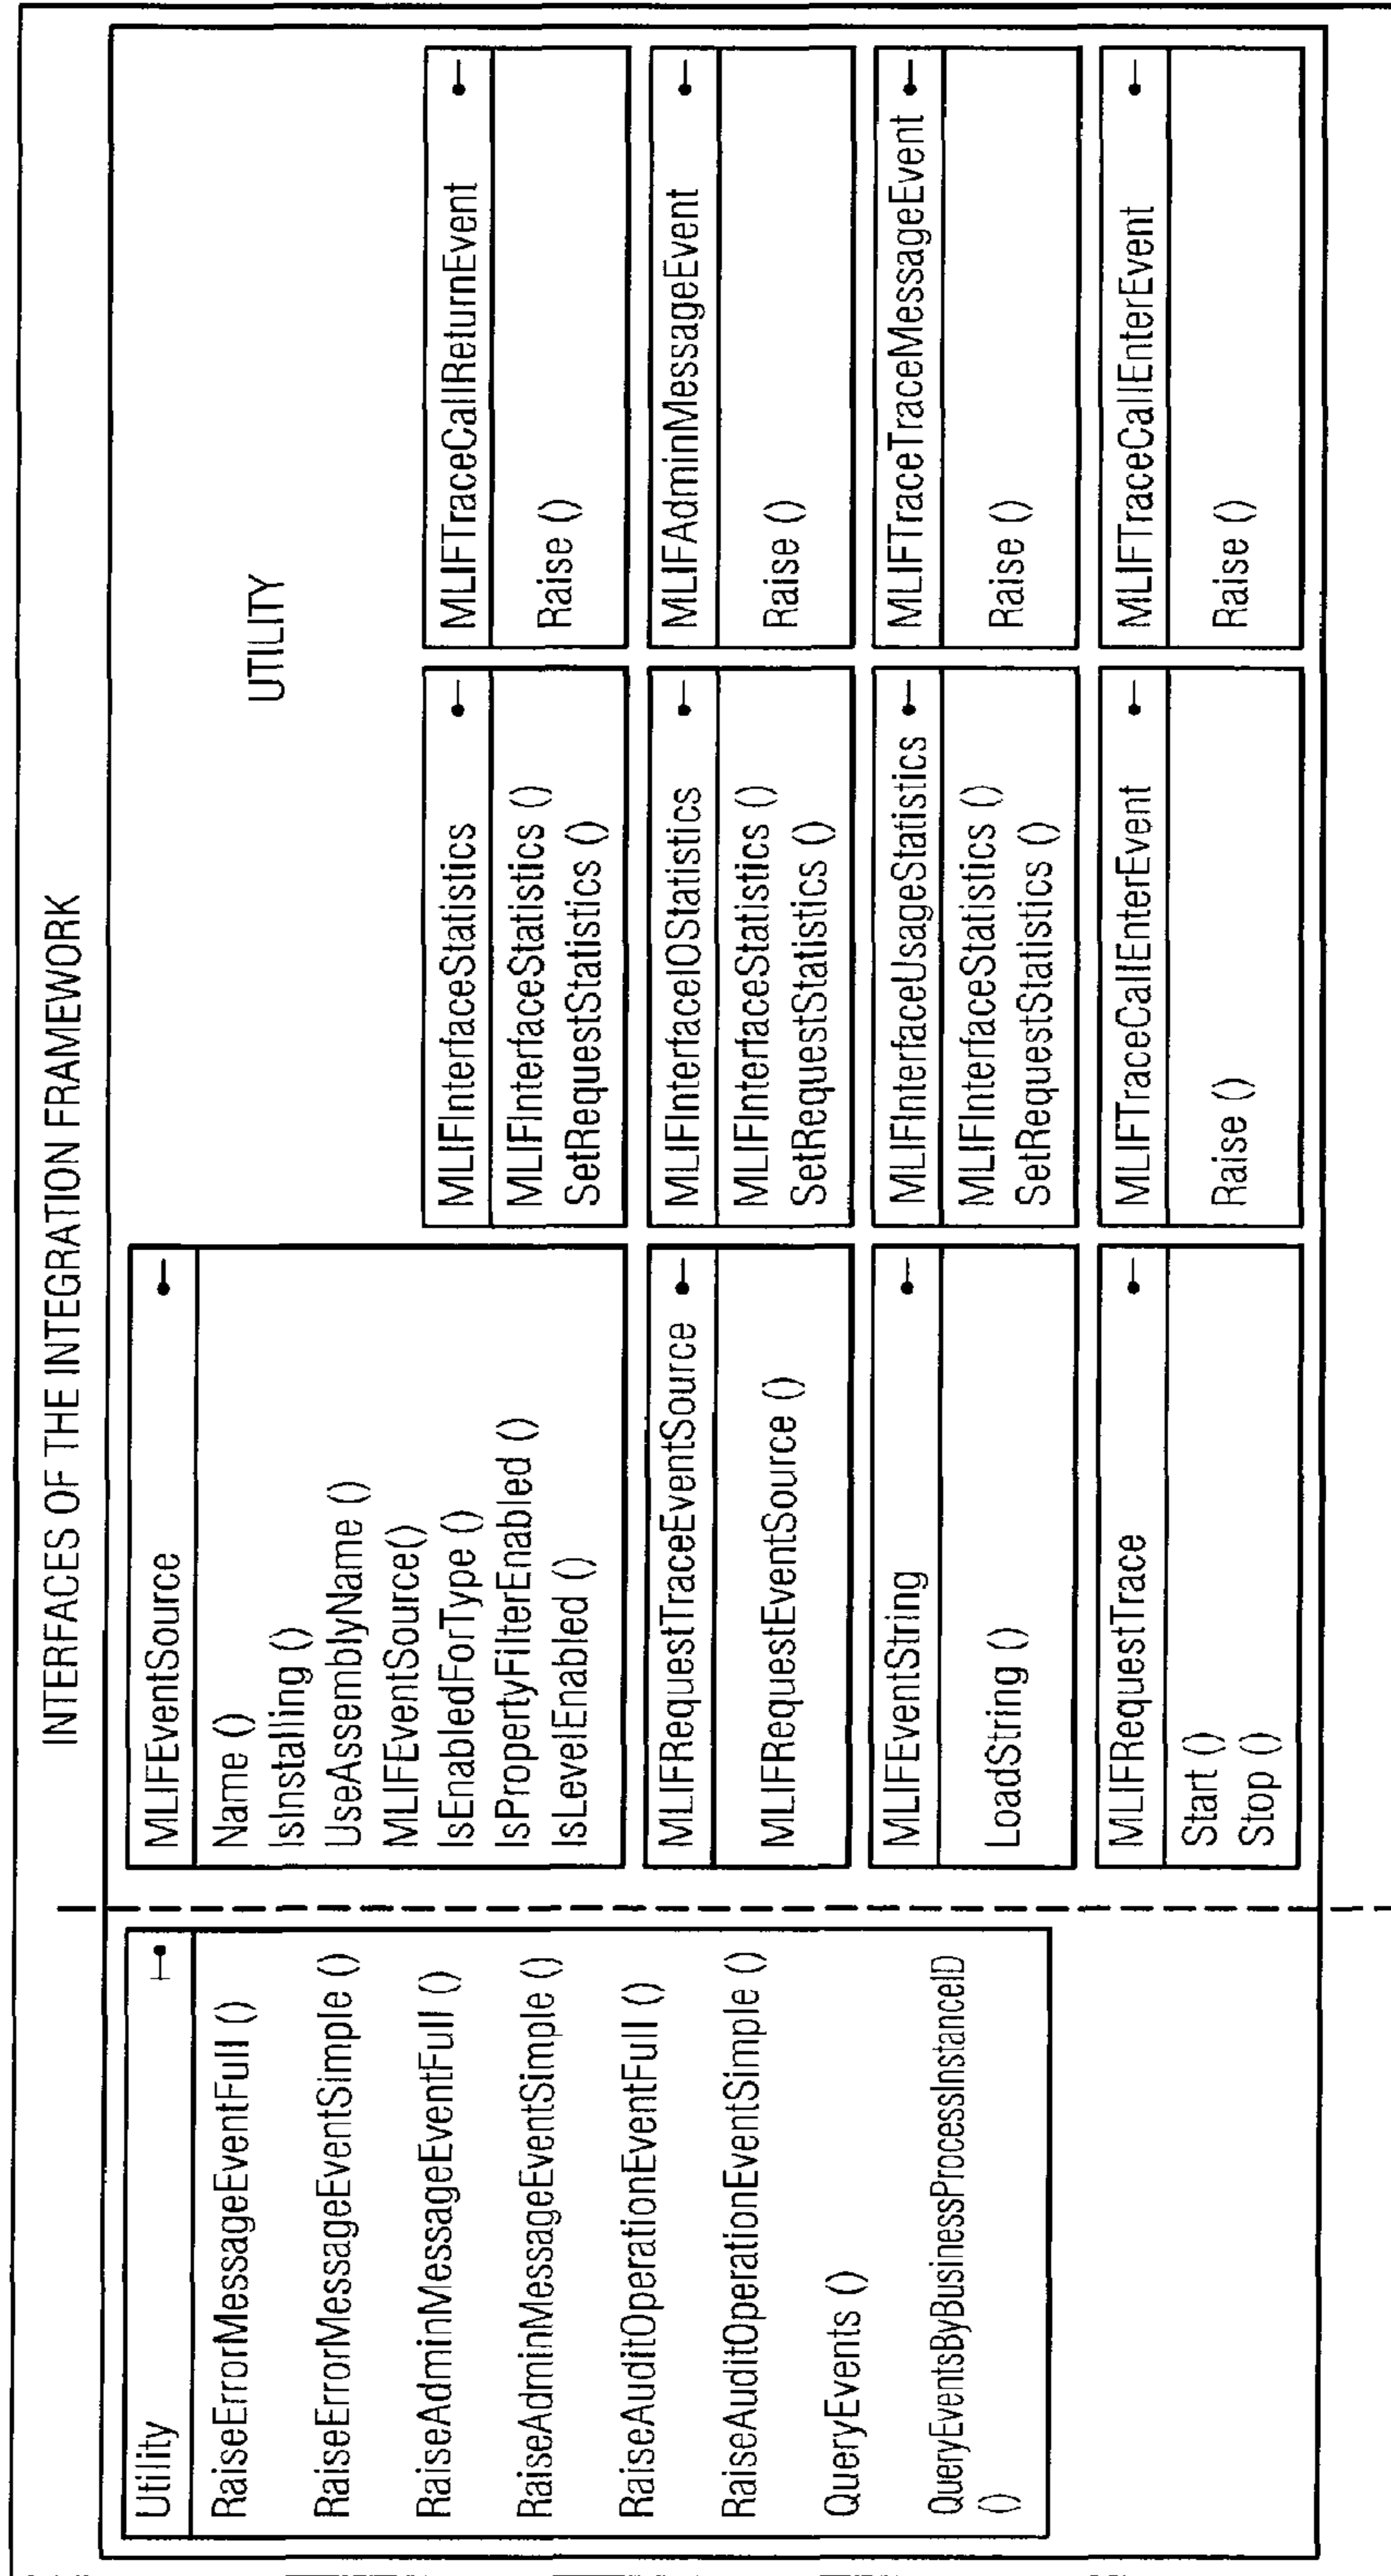 INTERFACES OF THE INTEGRATION FRAMEWORK
UTILITY
Utility
RaiseErrorMessageEventFull ()
RaiseErrorMessageEventSimple ()
RaiseAdminMessageEventFull ()
RaiseAdminMessageEventSimple ()
RaiseAuditOperationEventFull ()
RaiseAuditOperationEventSimple ()
QueryEvents ()
QueryEventsByBusinessProcessInstanceID
()
MLIFEventSource
Name ()
IsInstalling ()
UseAssemblyName ()
MLIFEventSource()
IsEnabledForType ()
IsPropertyFilterEnabled ()
IsLevelEnabled ()
MLIFRequestTraceEventSource
MLIFRequestEventSource ()
MLIFEventString
LoadString ()
MLIFRequestTrace
Start ()
Stop ()
MLIFInterfaceStatistics
MLIFInterfaceStatistics ()
SetRequestStatistics ()
MLIFInterfaceIOStatistics
MLIFInterfaceStatistics ()
SetRequestStatistics ()
MLIFInterfaceUsageStatistics
MLIFInterfaceStatistics ()
SetRequestStatistics ()
MLIFTraceCallEnterEvent
Raise ()
MLIFTraceCallReturnEvent
Raise ()
MLIFAdminMessageEvent
Raise ()
MLIFTraceTraceMessageEvent
Raise ()
MLIFTraceCallEnterEvent
Raise ()